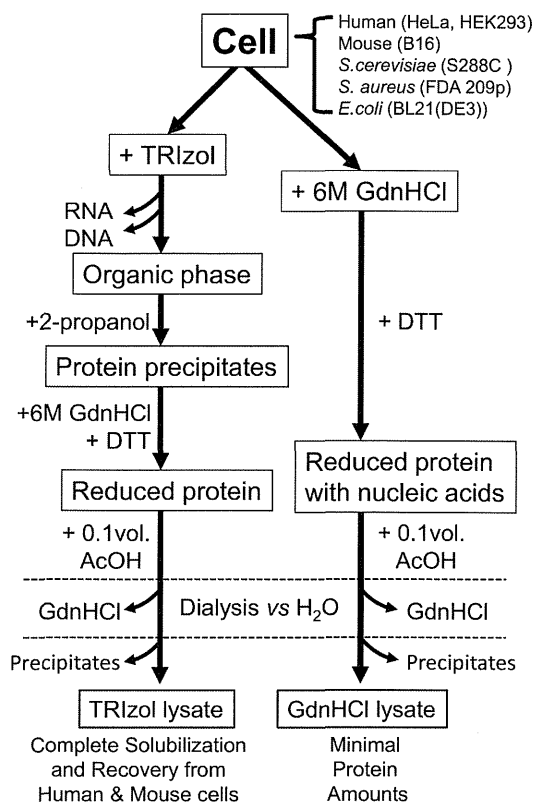 Cell
Human (HeLa, HEK293)
Mouse (B16)
S.cerevisiae (S288C )
S. aureus (FDA 209p)
E.coli (BL21(DE3))
+ TRIzol
+ 6M GdnHCl
RNA
DNA
Organic phase
+2-propanol
+ DTT
Protein precipitates
+6M GdnHCl
+ DTT
Reduced protein
Reduced protein
with nucleic acids
+ 0.1vol.
AcOH
+ 0.1vol.
AcOH
GdnHCl
Dialysis vs H₂O
GdnHCl
Precipitates
Precipitates
TRIzol lysate
GdnHCl lysate
Complete Solubilization
and Recovery from
Human & Mouse cells
Minimal
Protein
Amounts